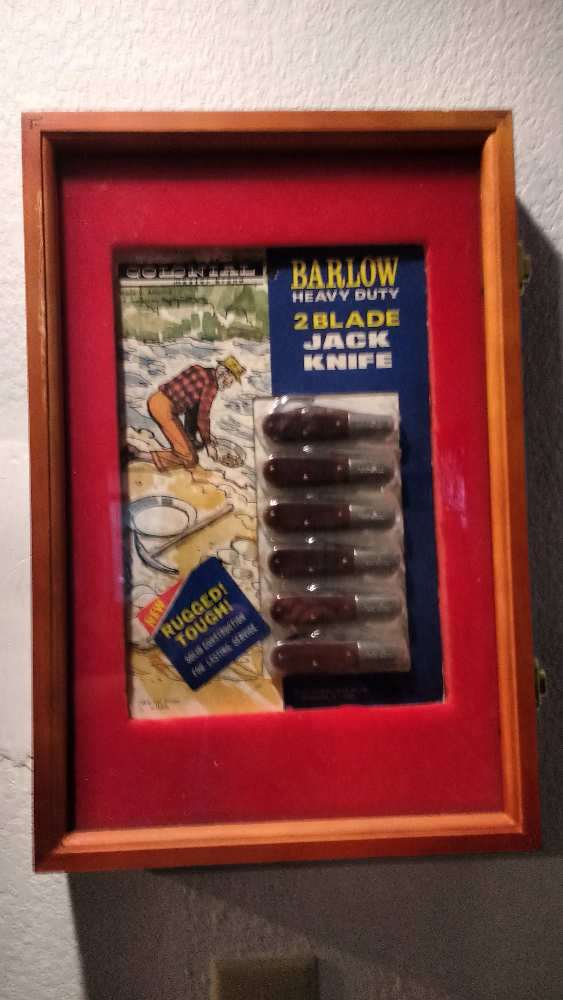 COLONIAL
BARLOW
HEAVY DUTY
2 BLADE
JACK
KNIFE
NEW
RUGGED!
TOUGH!
SOLID CONSTRUCTION
FOR LASTING SERVICE